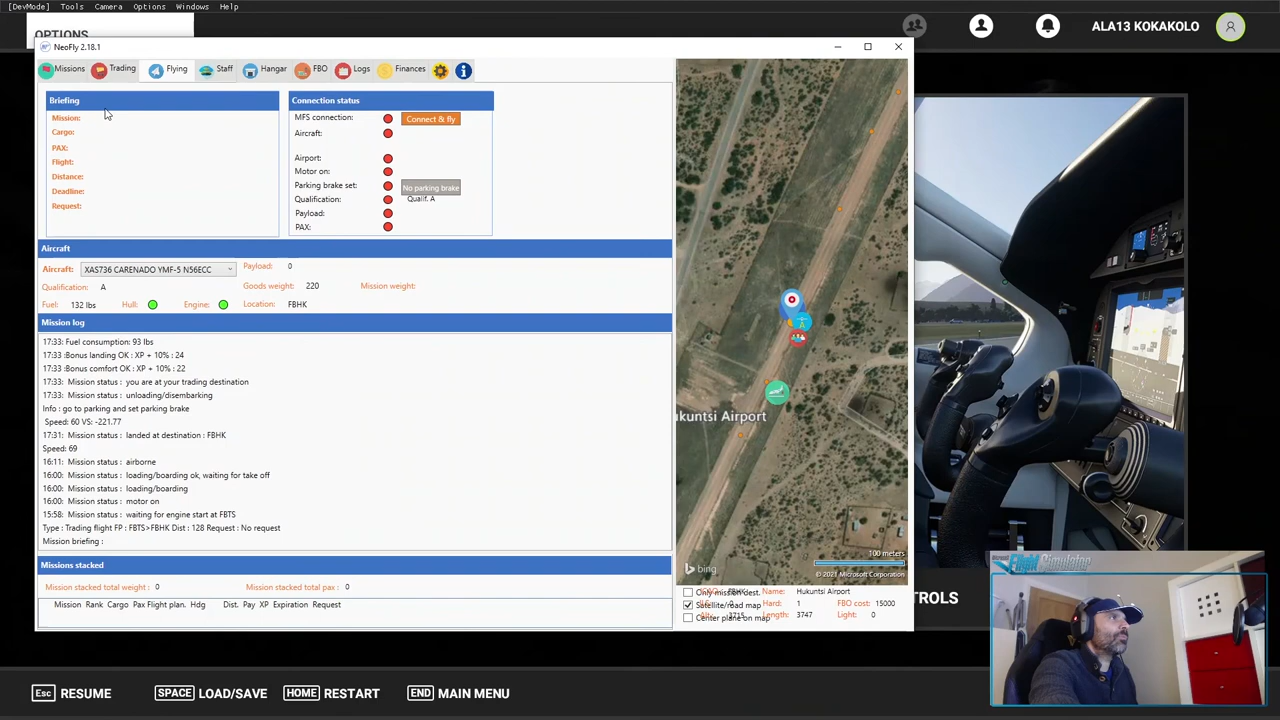 [DevMode] Tools Camera Options Windows Help
OPTIONS
ALA13 KOKAKOLO
NeoFly 2.18.1
Missions Trading Flying Staff Hangar FBO Logs Finances
Briefing
Mission:
Cargo:
PAX:
Flight:
Distance:
Deadline:
Request:
Connection status
MFS connection: Connect & fly
Aircraft:
Airport:
Motor on:
Parking brake set: No parking brake
Qualification: Qualif. A
Payload:
PAX:
Aircraft
Aircraft: XAS736 CARENADO YMF-5 N56ECC Payload: 0
Qualification: A Goods weight: 220 Mission weight:
Fuel: 132 lbs Hull: Engine: Location: FBHK
Mission log
17:33: Fuel consumption: 93 lbs
17:33 :Bonus landing OK : XP + 10% : 24
17:33 :Bonus comfort OK : XP + 10% : 22
17:33: Mission status : you are at your trading destination
17:33: Mission status : unloading/disembarking
Info : go to parking and set parking brake
Speed: 60 VS: -221.77
17:31: Mission status : landed at destination : FBHK
Speed: 69
16:11: Mission status : airborne
16:00: Mission status : loading/boarding ok, waiting for take off
16:00: Mission status : loading/boarding
16:00: Mission status : motor on
15:58: Mission status : waiting for engine start at FBTS
Type : Trading flight FP : FBTS>FBHK Dist : 128 Request : No request
Mission briefing :
Missions stacked
Mission stacked total weight : 0 Mission stacked total pax : 0
Mission Rank Cargo Pax Flight plan. Hdg Dist. Pay XP Expiration Request
ukuntsi Airport
100 meters
bing
© 2021 Microsoft Corporation
Only mission dest. FBHK Name: Hukuntsi Airport
Satellite/road map Hard: 1 FBO cost: 15000
Center plane on map 3715 Length: 3747 Light: 0
TROLS
Flight Simulator
Esc RESUME SPACE LOAD/SAVE HOME RESTART END MAIN MENU